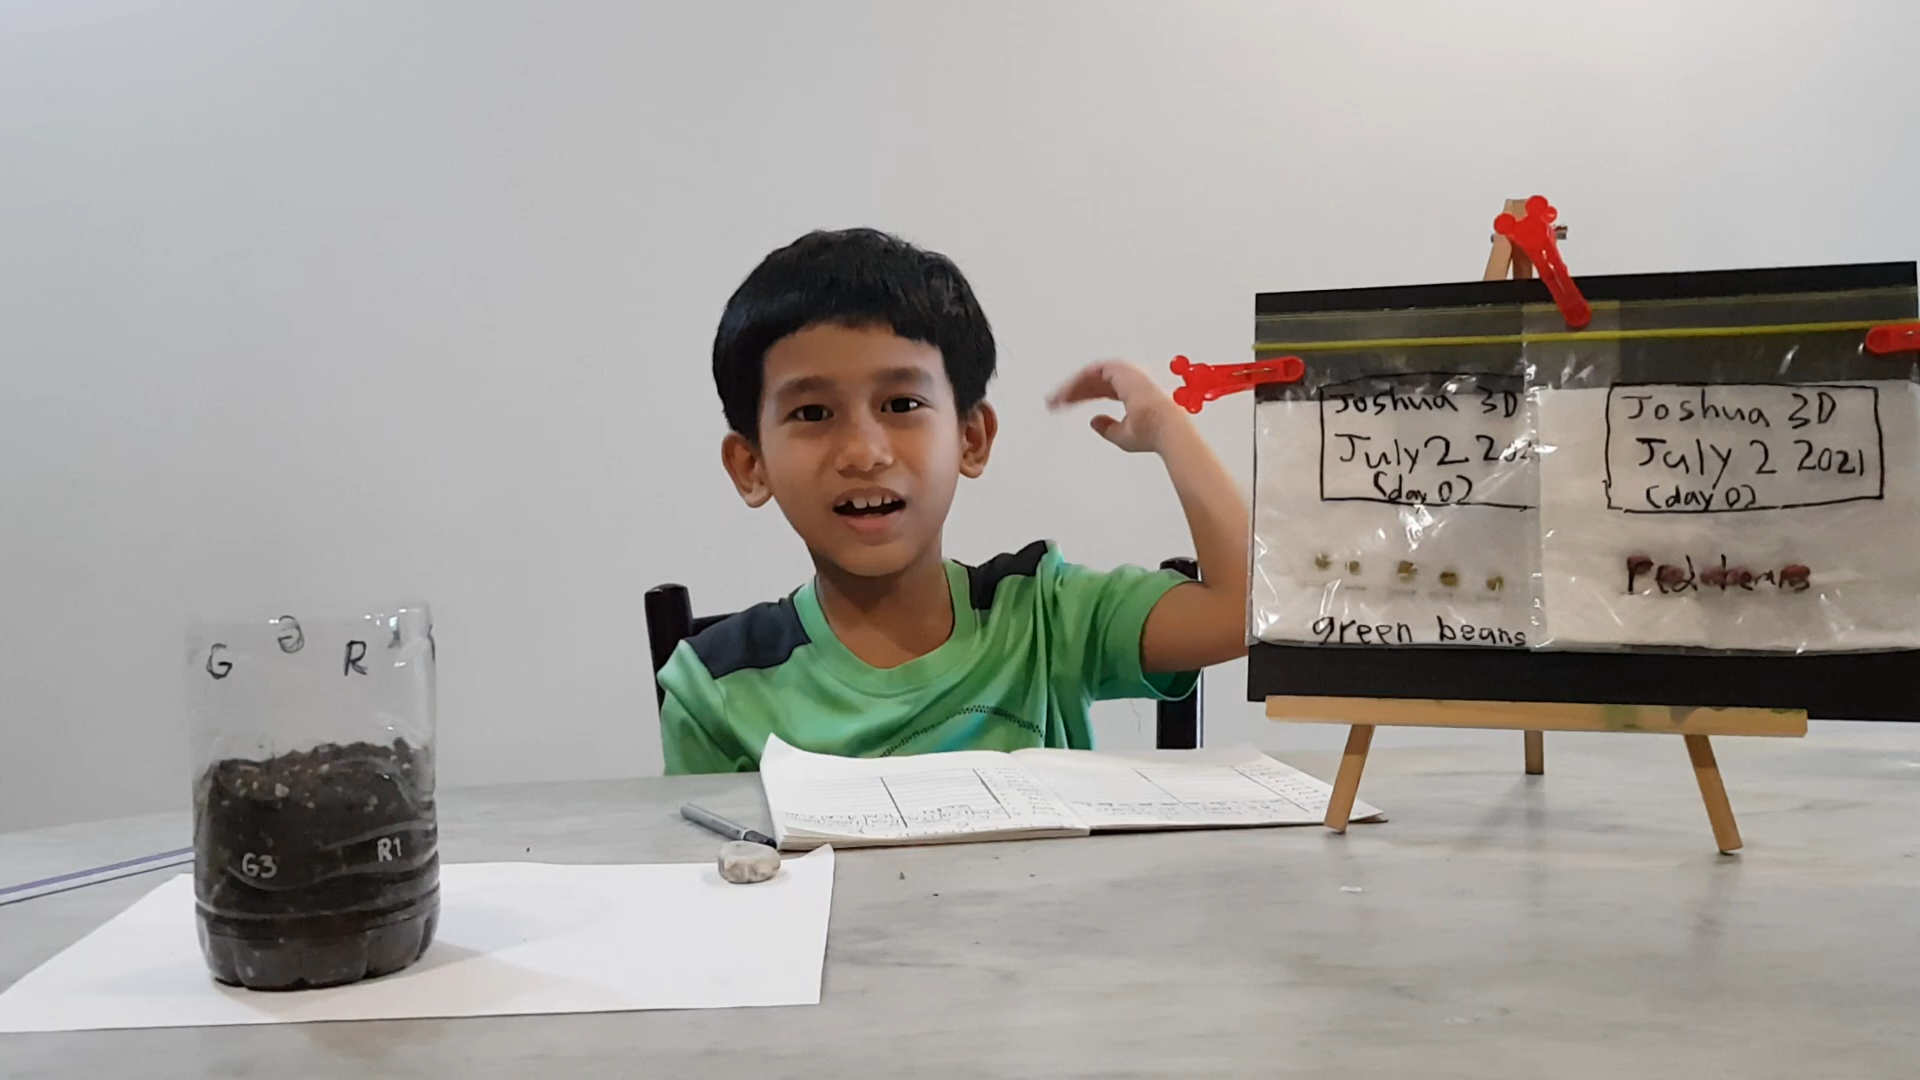 Joshua 3D
July 2 202
(day 0)
green beans
Joshua 3D
July 2 2021
(day 0)
red beans
G
G
R
G3
R1